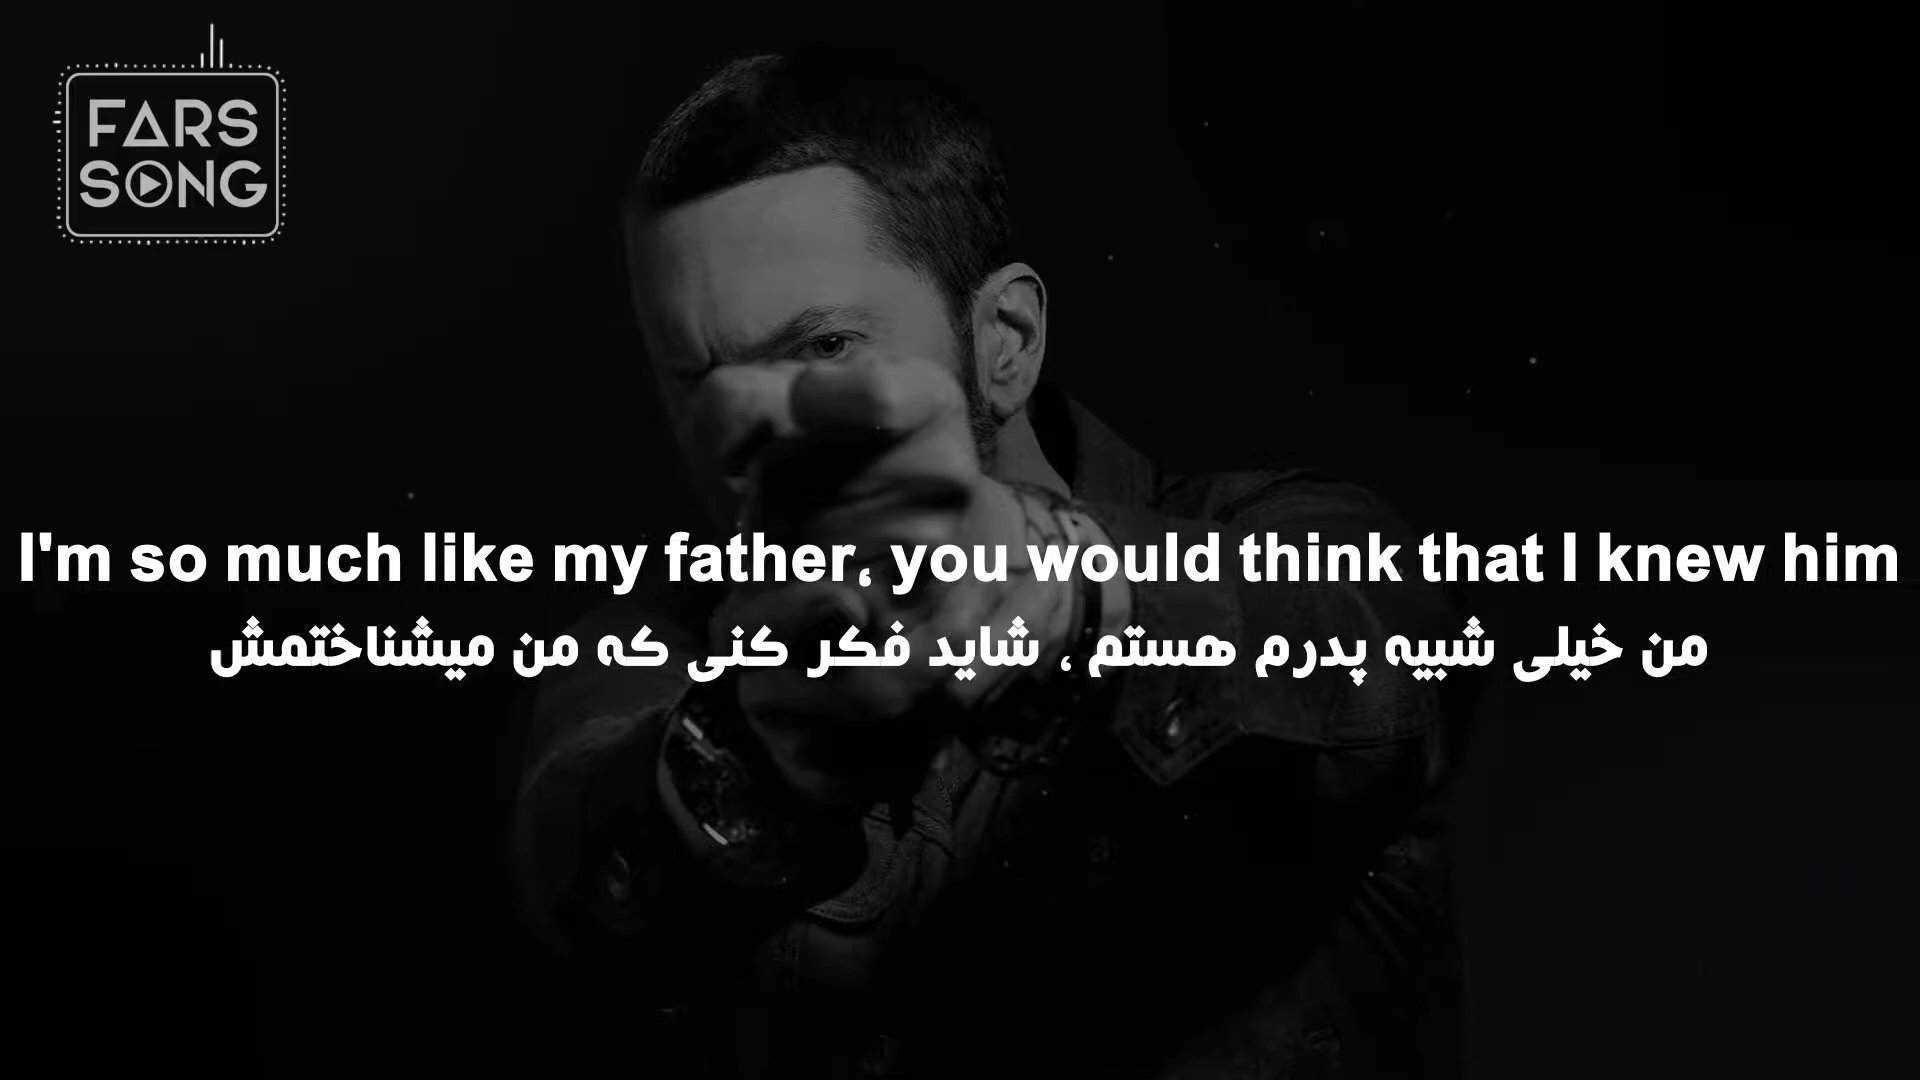 FARS
SONG
I'm so much like my father، you would think that I knew him
من خیلی شبیه پدرم هستم ، شاید فکر کنی که من میشناختمش